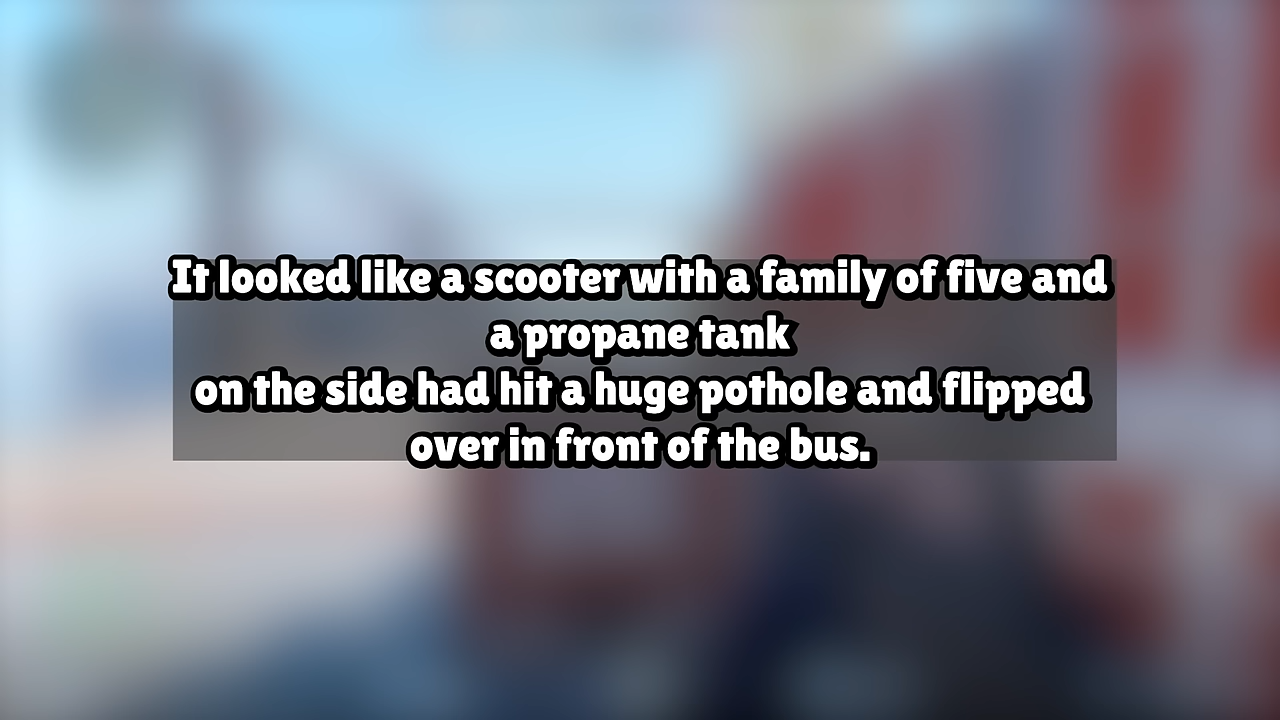 It looked like a scooter with a family of five and
a propane tank
on the side had hit a huge pothole and flipped
over in front of the bus.